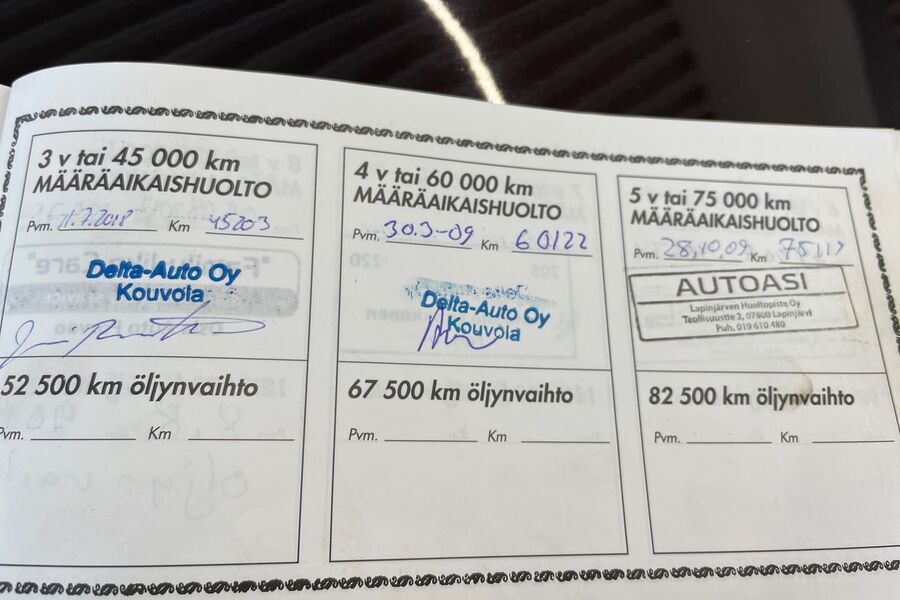 3 v tai 45 000 km
MÄÄRÄAIKAISHUOLTO
Pvm. 11.7.2018 Km 45203
Delta-Auto Oy
Kouvola
52 500 km öljynvaihto
Pvm. Km
4 v tai 60 000 km
MÄÄRÄAIKAISHUOLTO
Pvm. 30.3-09 Km 60122
Delta-Auto Oy
Kouvola
67 500 km öljynvaihto
Pvm. Km
5 v tai 75 000 km
MÄÄRÄAIKAISHUOLTO
Pvm. 28,10,09 Km
AUTOASI
Lapinjärven Huoltopiste Oy
Teollisuustie 2, 07800 Lapinjärvi
Puh. 019 610 480
82 500 km öljynvaihto
Pvm. Km